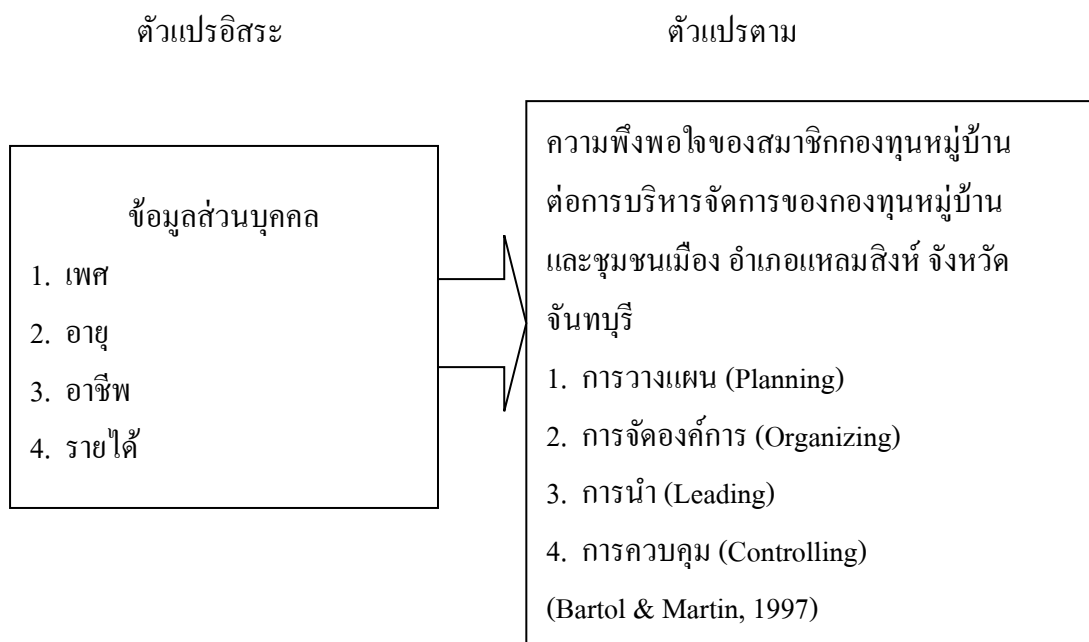 ตัวแปรอิสระ
ตัวแปรตาม
ข้อมูลส่วนบุคคล
1. เพศ
2. อายุ
3. อาชีพ
4. รายได้
ความพึงพอใจของสมาชิกกองทุนหมู่บ้าน
ต่อการบริหารจัดการของกองทุนหมู่บ้าน
และชุมชนเมือง อำเภอแหลมสิงห์ จังหวัด
จันทบุรี
1. การวางแผน (Planning)
2. การจัดองค์การ (Organizing)
3. การนำ (Leading)
4. การควบคุม (Controlling)
(Bartol & Martin, 1997)